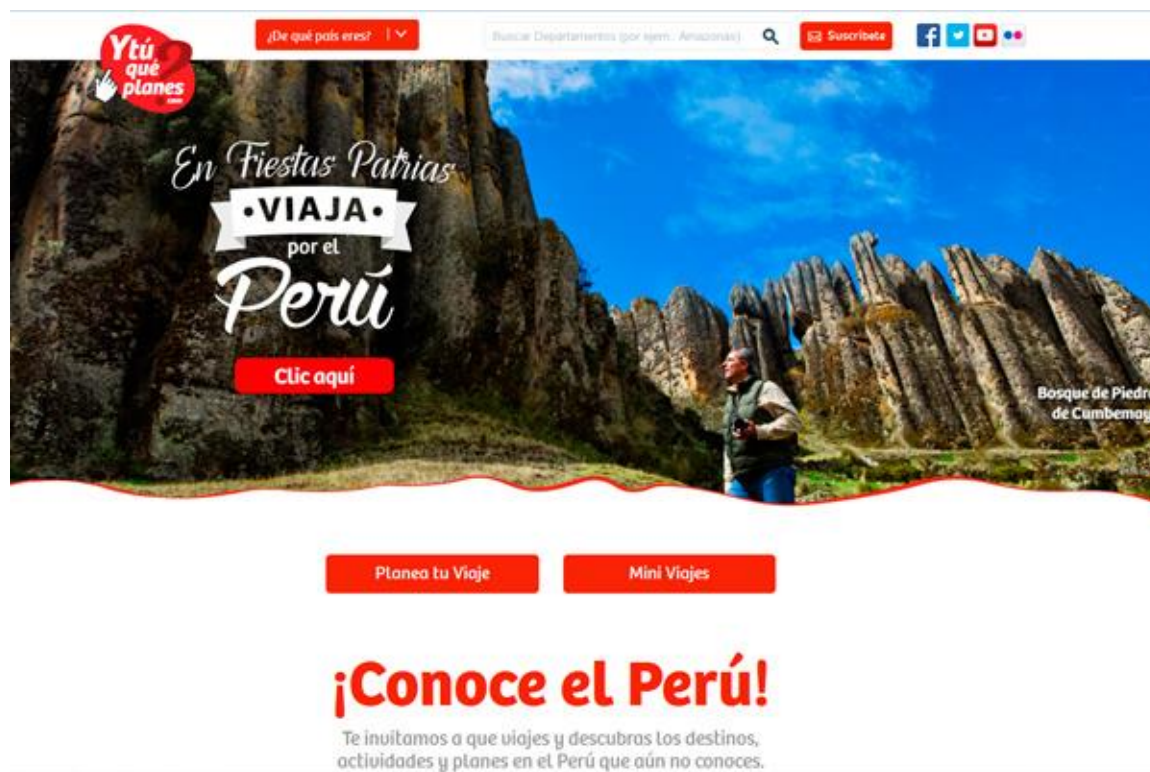 Y tú
qué
planes
.com
?
¿De qué país eres?
Buscar Departamentos (por ejem.: Amazonas)
Suscríbete
En Fiestas Patrias
•VIAJA•
por el
Perú
Clic aquí
Bosque de Piedr
de Cumbemay
Planea tu Viaje
Mini Viajes
¡Conoce el Perú!
Te invitamos a que viajes y descubras los destinos,
actividades y planes en el Perú que aún no conoces.